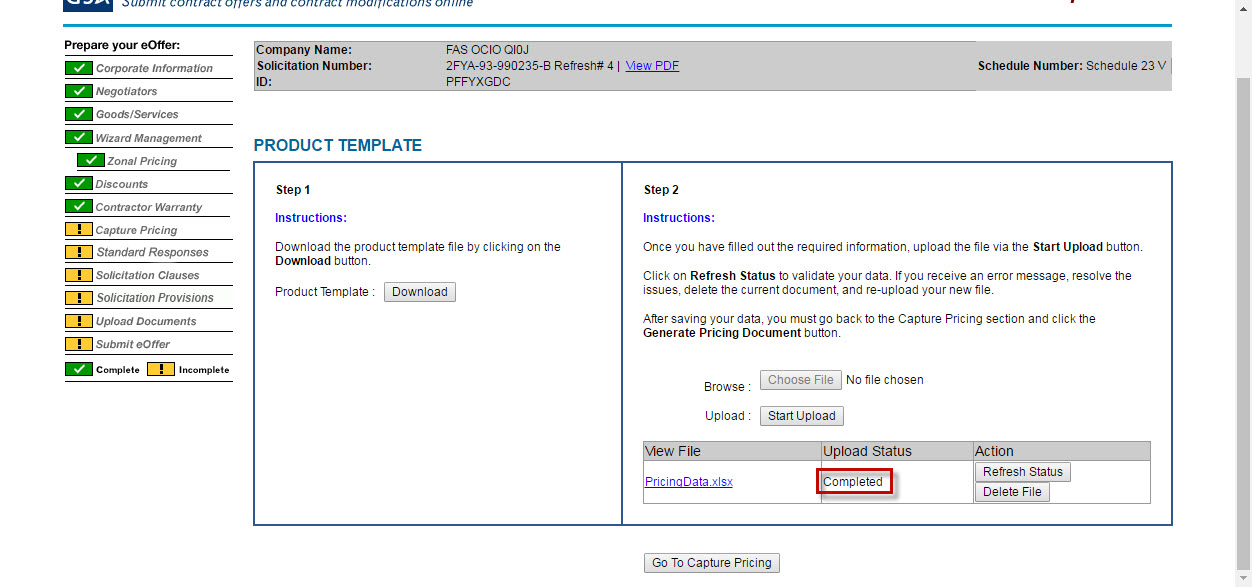 Submit contract offers and contract modifications online
Prepare your eOffer:
Corporate Information
Negotiators
Goods/Services
Wizard Management
Zonal Pricing
Discounts
Contractor Warranty
Capture Pricing
Standard Responses
Solicitation Clauses
Solicitation Provisions
Upload Documents
Submit eOffer
Complete Incomplete
Company Name: FAS OCIO QI0J
Solicitation Number: 2FYA-93-990235-B Refresh# 4 | View PDF
Schedule Number: Schedule 23 V
ID: PFFYXGDC
PRODUCT TEMPLATE
Step 1
Instructions:
Download the product template file by clicking on the
Download button.
Product Template : Download
Step 2
Instructions:
Once you have filled out the required information, upload the file via the Start Upload button.
Click on Refresh Status to validate your data. If you receive an error message, resolve the
issues, delete the current document, and re-upload your new file.
After saving your data, you must go back to the Capture Pricing section and click the
Generate Pricing Document button.
Browse : Choose File No file chosen
Upload : Start Upload
View File Upload Status Action
PricingData.xlsx Completed Refresh Status
Delete File
Go To Capture Pricing